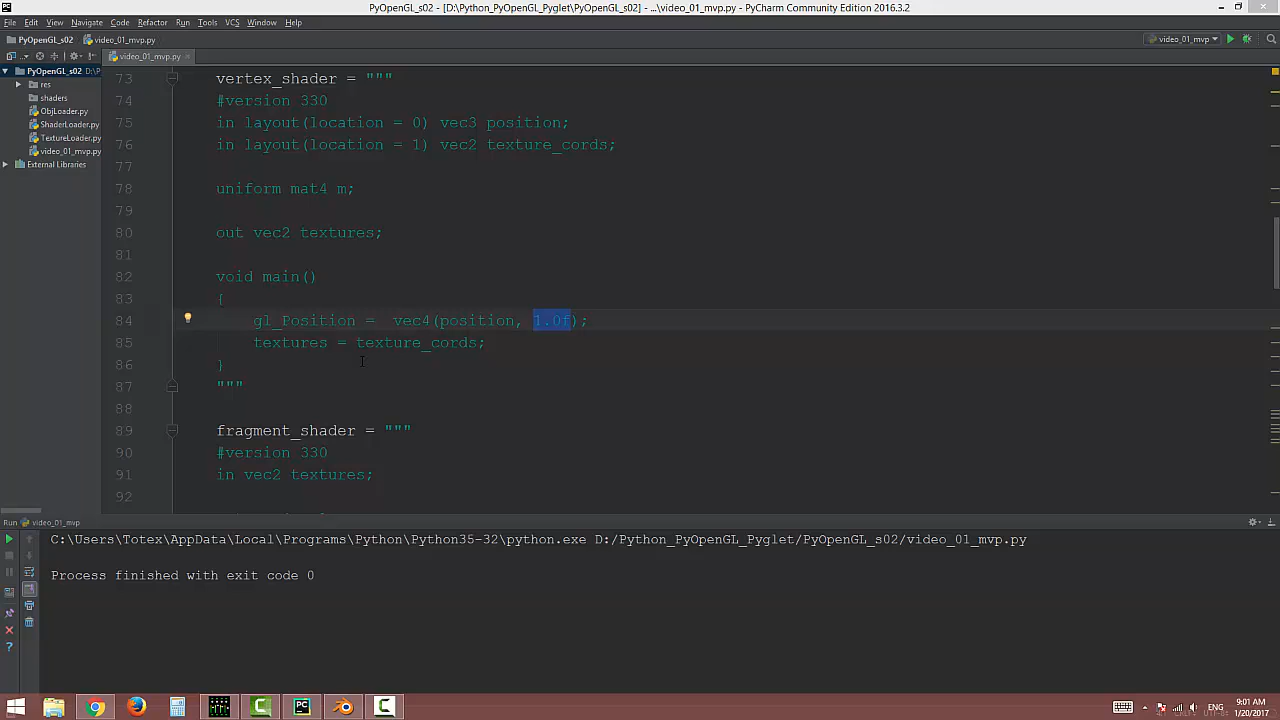 PyOpenGL_s02 - [D:\Python_PyOpenGL_Pyglet\PyOpenGL_s02] - ...\video_01_mvp.py - PyCharm Community Edition 2016.3.2
File Edit View Navigate Code Refactor Run Tools VCS Window Help
PyOpenGL_s02 video_01_mvp.py
video_01_mvp
video_01_mvp.py
PyOpenGL_s02 D:\P
res
shaders
ObjLoader.py
ShaderLoader.py
TextureLoader.py
video_01_mvp.py
External Libraries
73 vertex_shader = """
74 #version 330
75 in layout(location = 0) vec3 position;
76 in layout(location = 1) vec2 texture_cords;
77
78 uniform mat4 m;
79
80 out vec2 textures;
81
82 void main()
83 {
84 gl_Position =  vec4(position, 1.0f);
85 textures = texture_cords;
86 }
87 """
88
89 fragment_shader = """
90 #version 330
91 in vec2 textures;
92
Run video_01_mvp
C:\Users\Totex\AppData\Local\Programs\Python\Python35-32\python.exe D:/Python_PyOpenGL_Pyglet/PyOpenGL_s02/video_01_mvp.py
Process finished with exit code 0
ENG
9:01 AM
1/20/2017